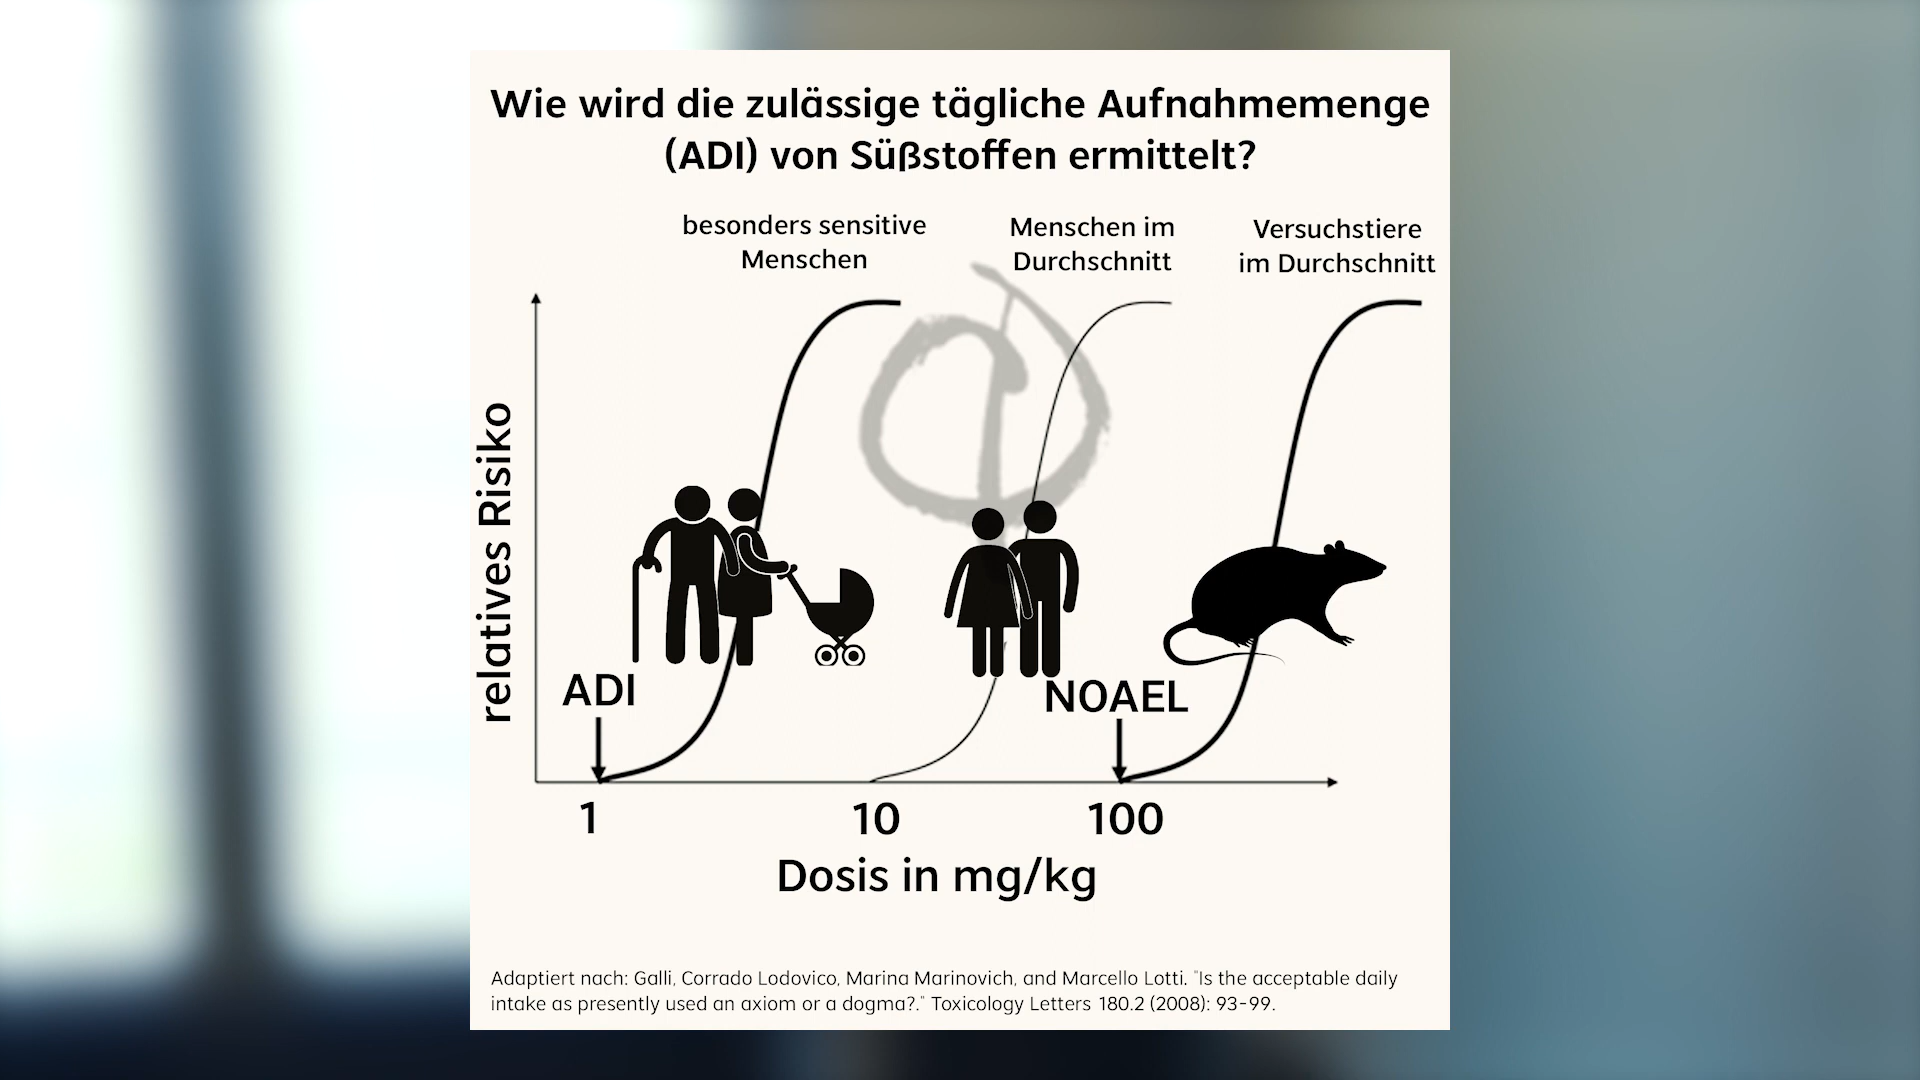 Wie wird die zulässige tägliche Aufnahmemenge
(ADI) von Süßstoffen ermittelt?
besonders sensitive
Menschen
Menschen im
Durchschnitt
Versuchstiere
im Durchschnitt
relatives Risiko
ADI
NOAEL
1
10
100
Dosis in mg/kg
Adaptiert nach: Galli, Corrado Lodovico, Marina Marinovich, and Marcello Lotti. "Is the acceptable daily
intake as presently used an axiom or a dogma?." Toxicology Letters 180.2 (2008): 93-99.